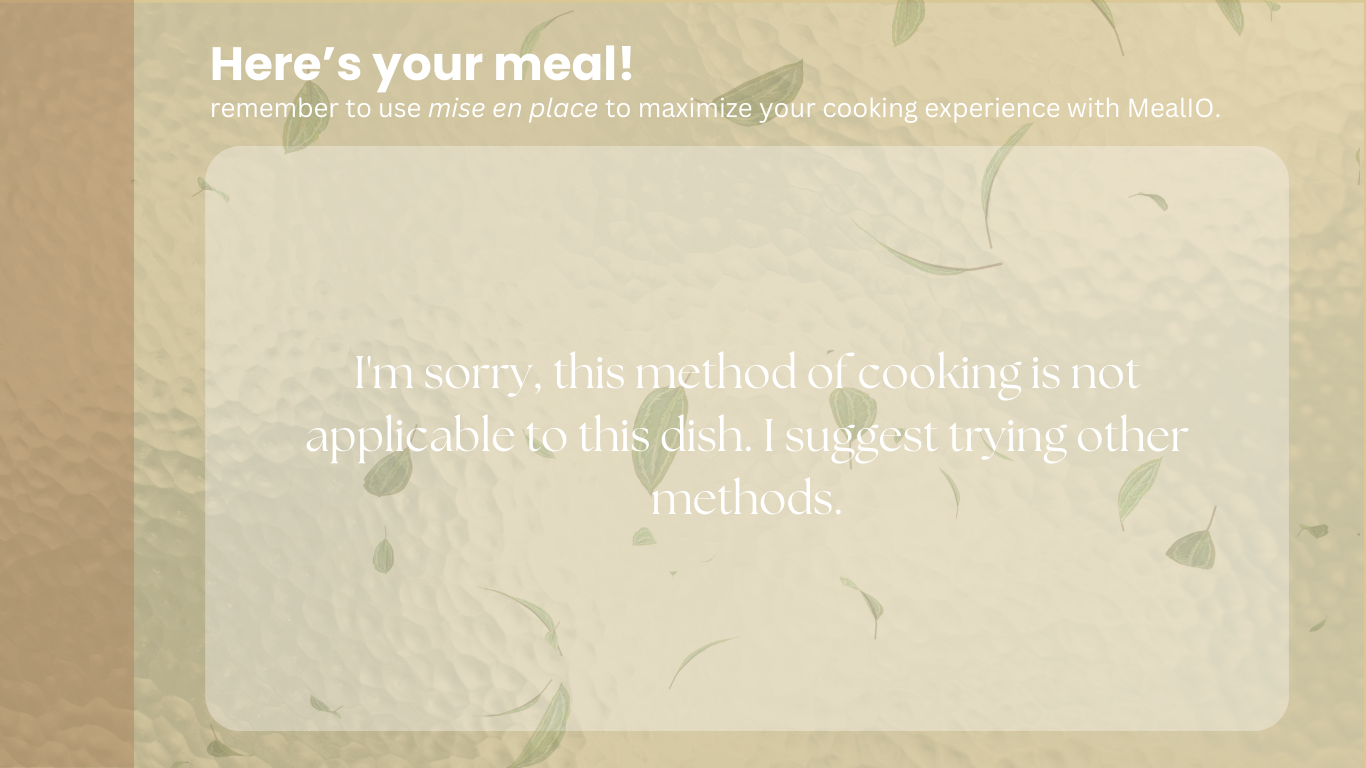 Here’s your meal!
remember to use mise en place to maximize your cooking experience with MealIO.
I'm sorry, this method of cooking is not
applicable to this dish. I suggest trying other
methods.